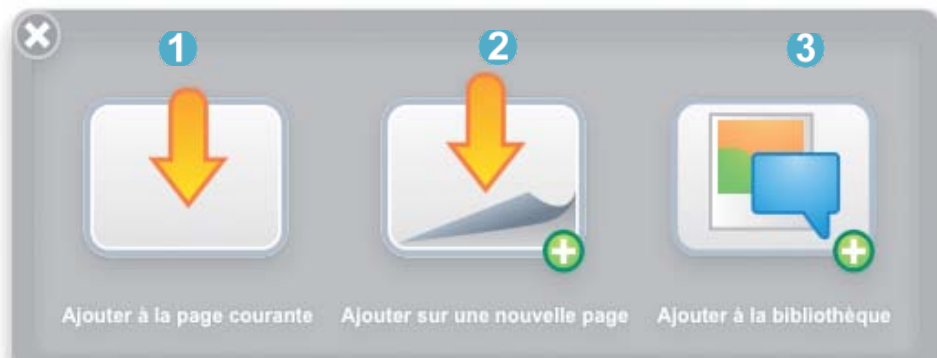 1 2 3
Ajouter à la page courante Ajouter sur une nouvelle page Ajouter à la bibliothèque